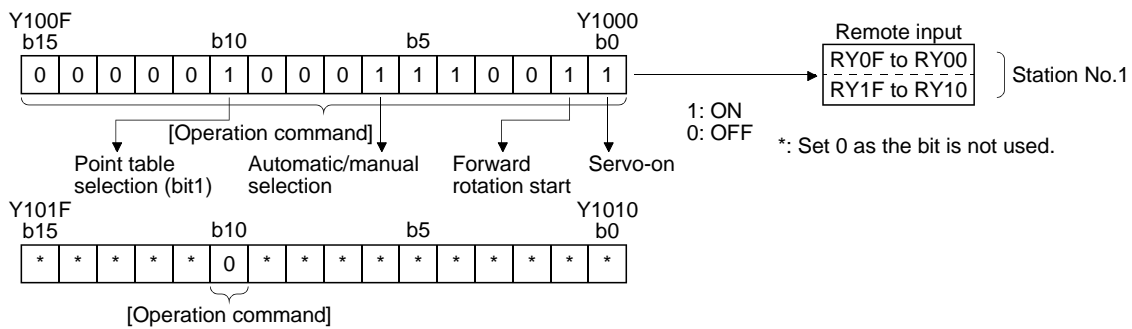 Y100F Y1000
b15 b10 b5 b0
0 0 0 0 0 1 0 0 0 1 1 1 0 0 1 1
[Operation command]
Point table
selection (bit1)
Automatic/manual
selection
Forward
rotation start
Servo-on
1: ON
0: OFF
Remote input
RY0F to RY00
RY1F to RY10
Station No.1
*: Set 0 as the bit is not used.
Y101F Y1010
b15 b10 b5 b0
* * * * * 0 * * * * * * * * * *
[Operation command]